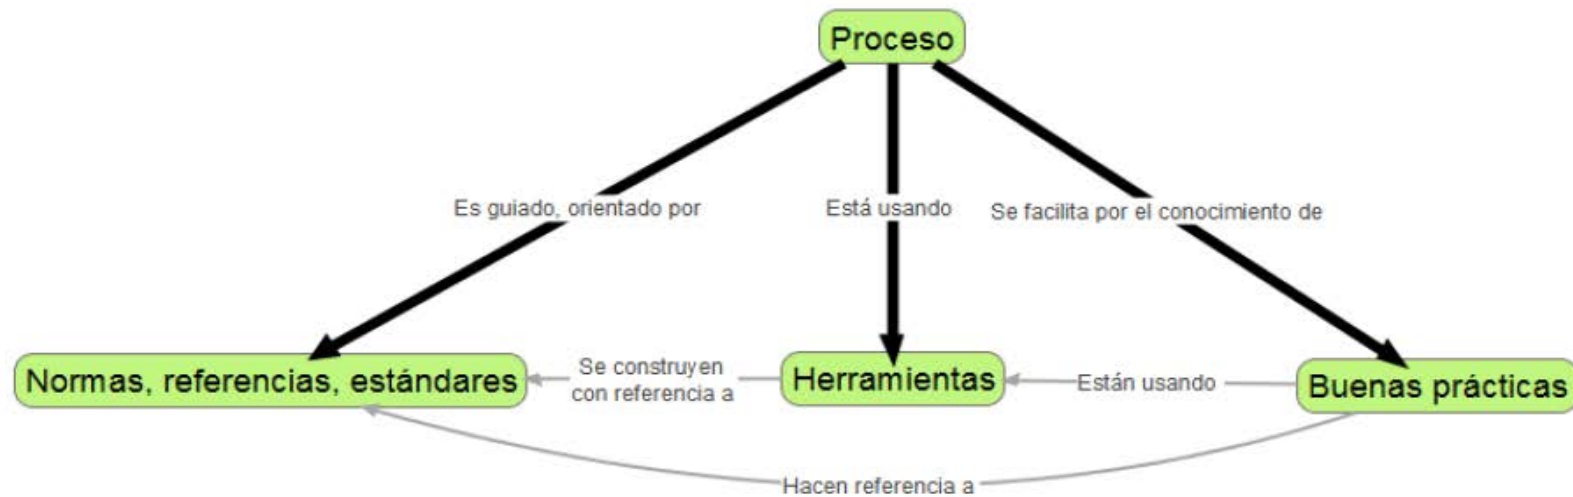 Proceso
Es guiado, orientado por
Está usando
Se facilita por el conocimiento de
Normas, referencias, estándares
Se construyen
con referencia a
Herramientas
Están usando
Buenas prácticas
Hacen referencia a